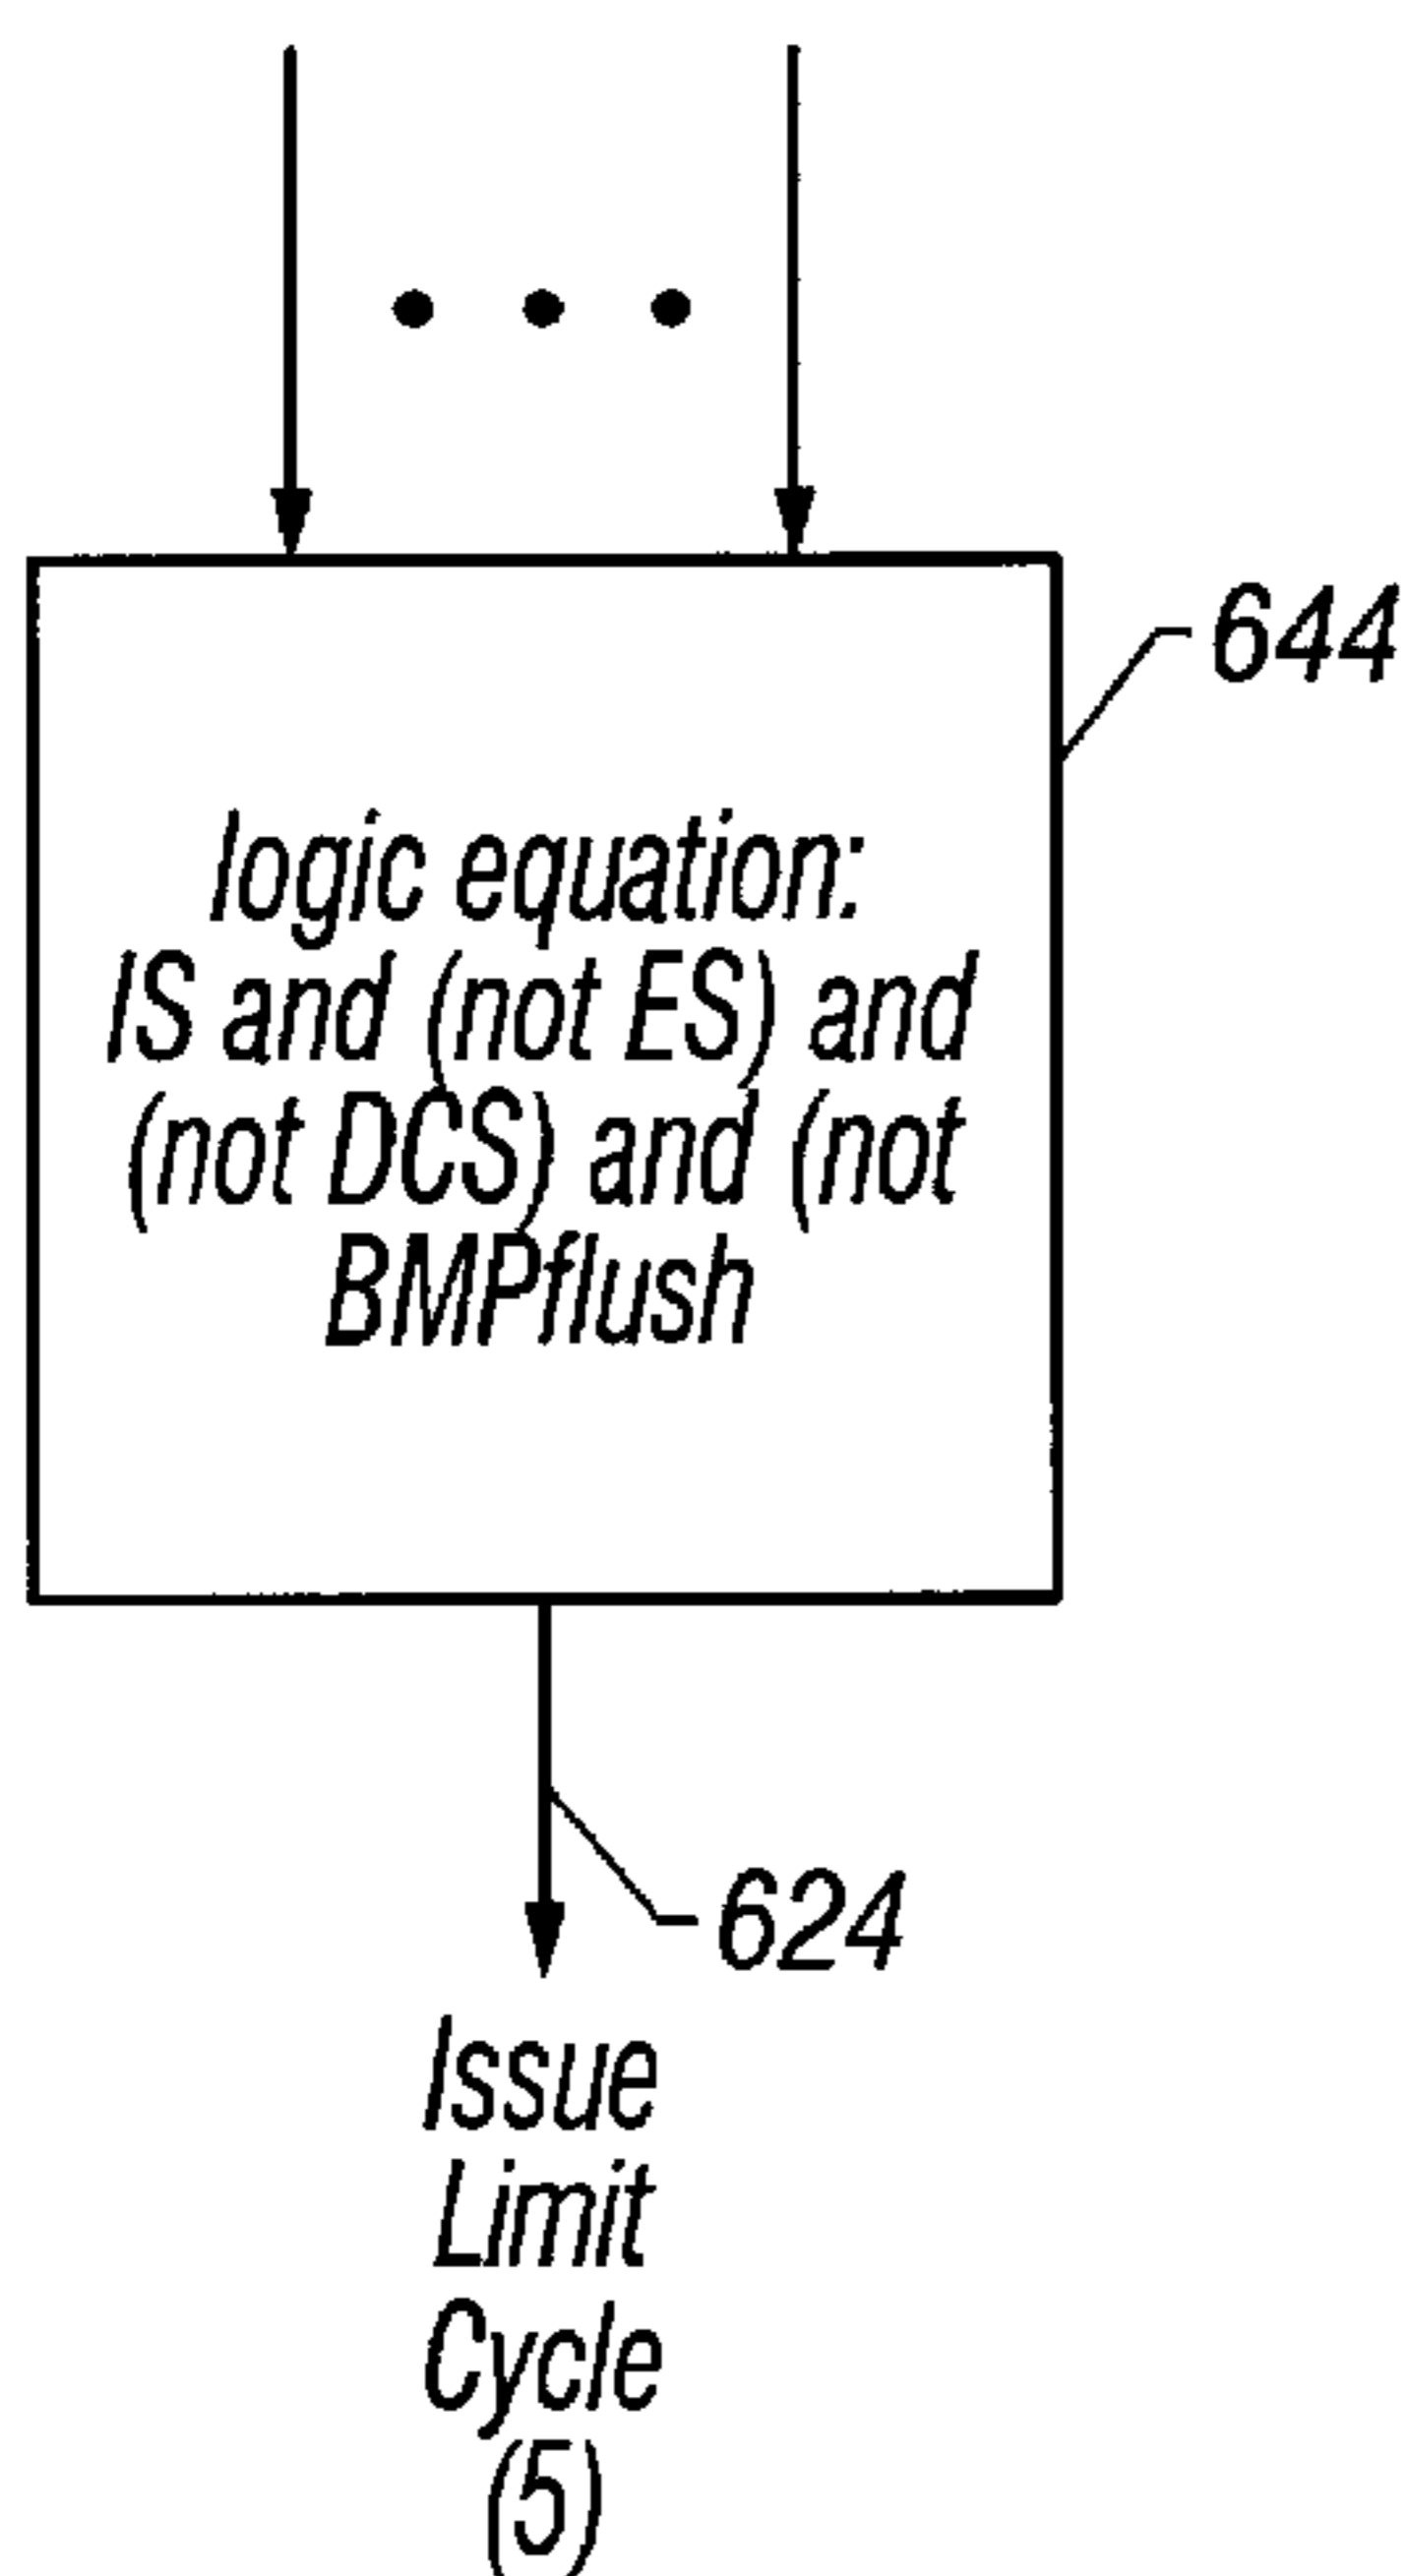 644
logic equation:
IS and (not ES) and
(not DCS) and (not
BMPflush
624
Issue
Limit
Cycle
(5)